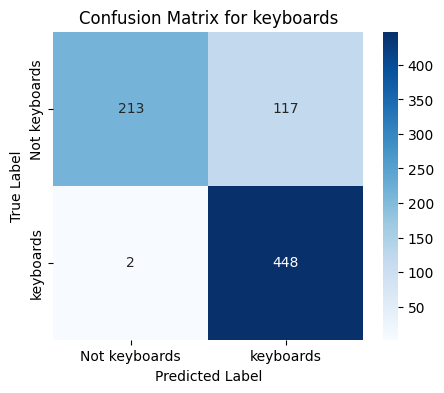 Confusion Matrix for keyboards
True Label
Not keyboards
213
117
keyboards
2
448
Not keyboards
keyboards
Predicted Label
400
350
300
250
200
150
100
50